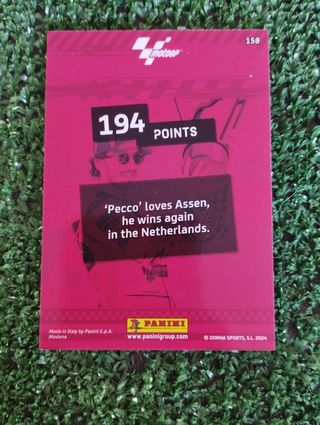 158
motogp
194 POINTS
‘Pecco’ loves Assen,
he wins again
in the Netherlands.
PANINI
Made in Italy by Panini S.p.A.
Modena
www.paninigroup.com
© DORNA SPORTS, S.L. 2024